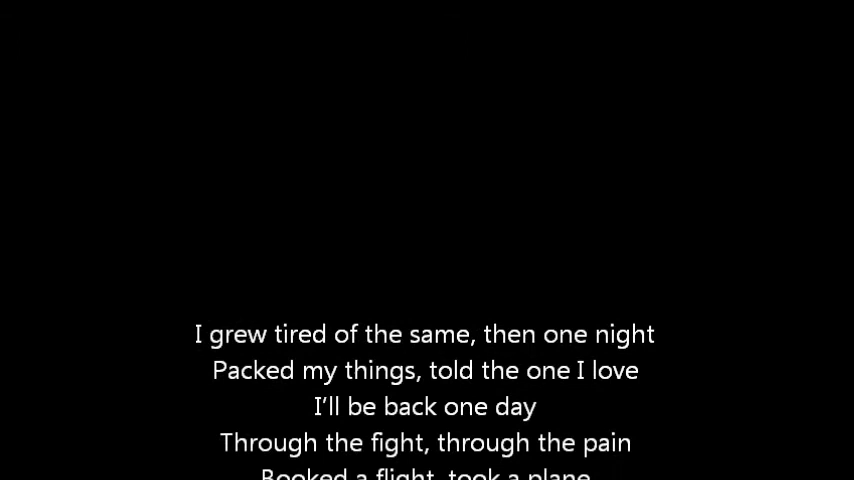 I grew tired of the same, then one night
Packed my things, told the one I love
I’ll be back one day
Through the fight, through the pain
Booked a flight, took a plane